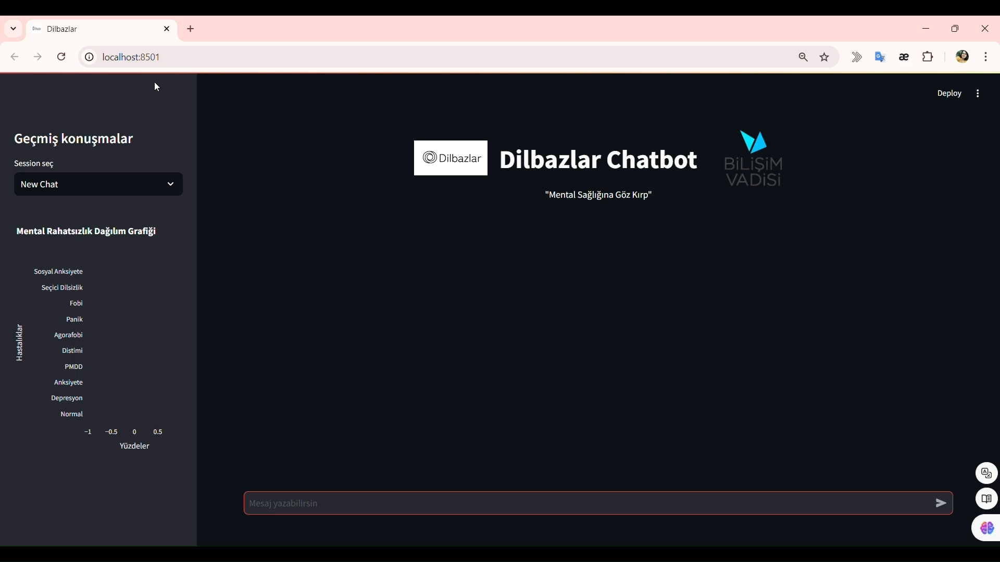 Dilbazlar
localhost:8501
Deploy
Geçmiş konuşmalar
Session seç
New Chat
Mental Rahatsızlık Dağılım Grafiği
Hastalıklar
Sosyal Anksiyete
Seçici Dilsizlik
Fobi
Panik
Agorafobi
Distimi
PMDD
Anksiyete
Depresyon
Normal
−1 −0.5 0 0.5
Yüzdeler
Dilbazlar
Dilbazlar Chatbot
BİLİŞİM
VADİSİ
"Mental Sağlığına Göz Kırp"
Mesaj yazabilirsin